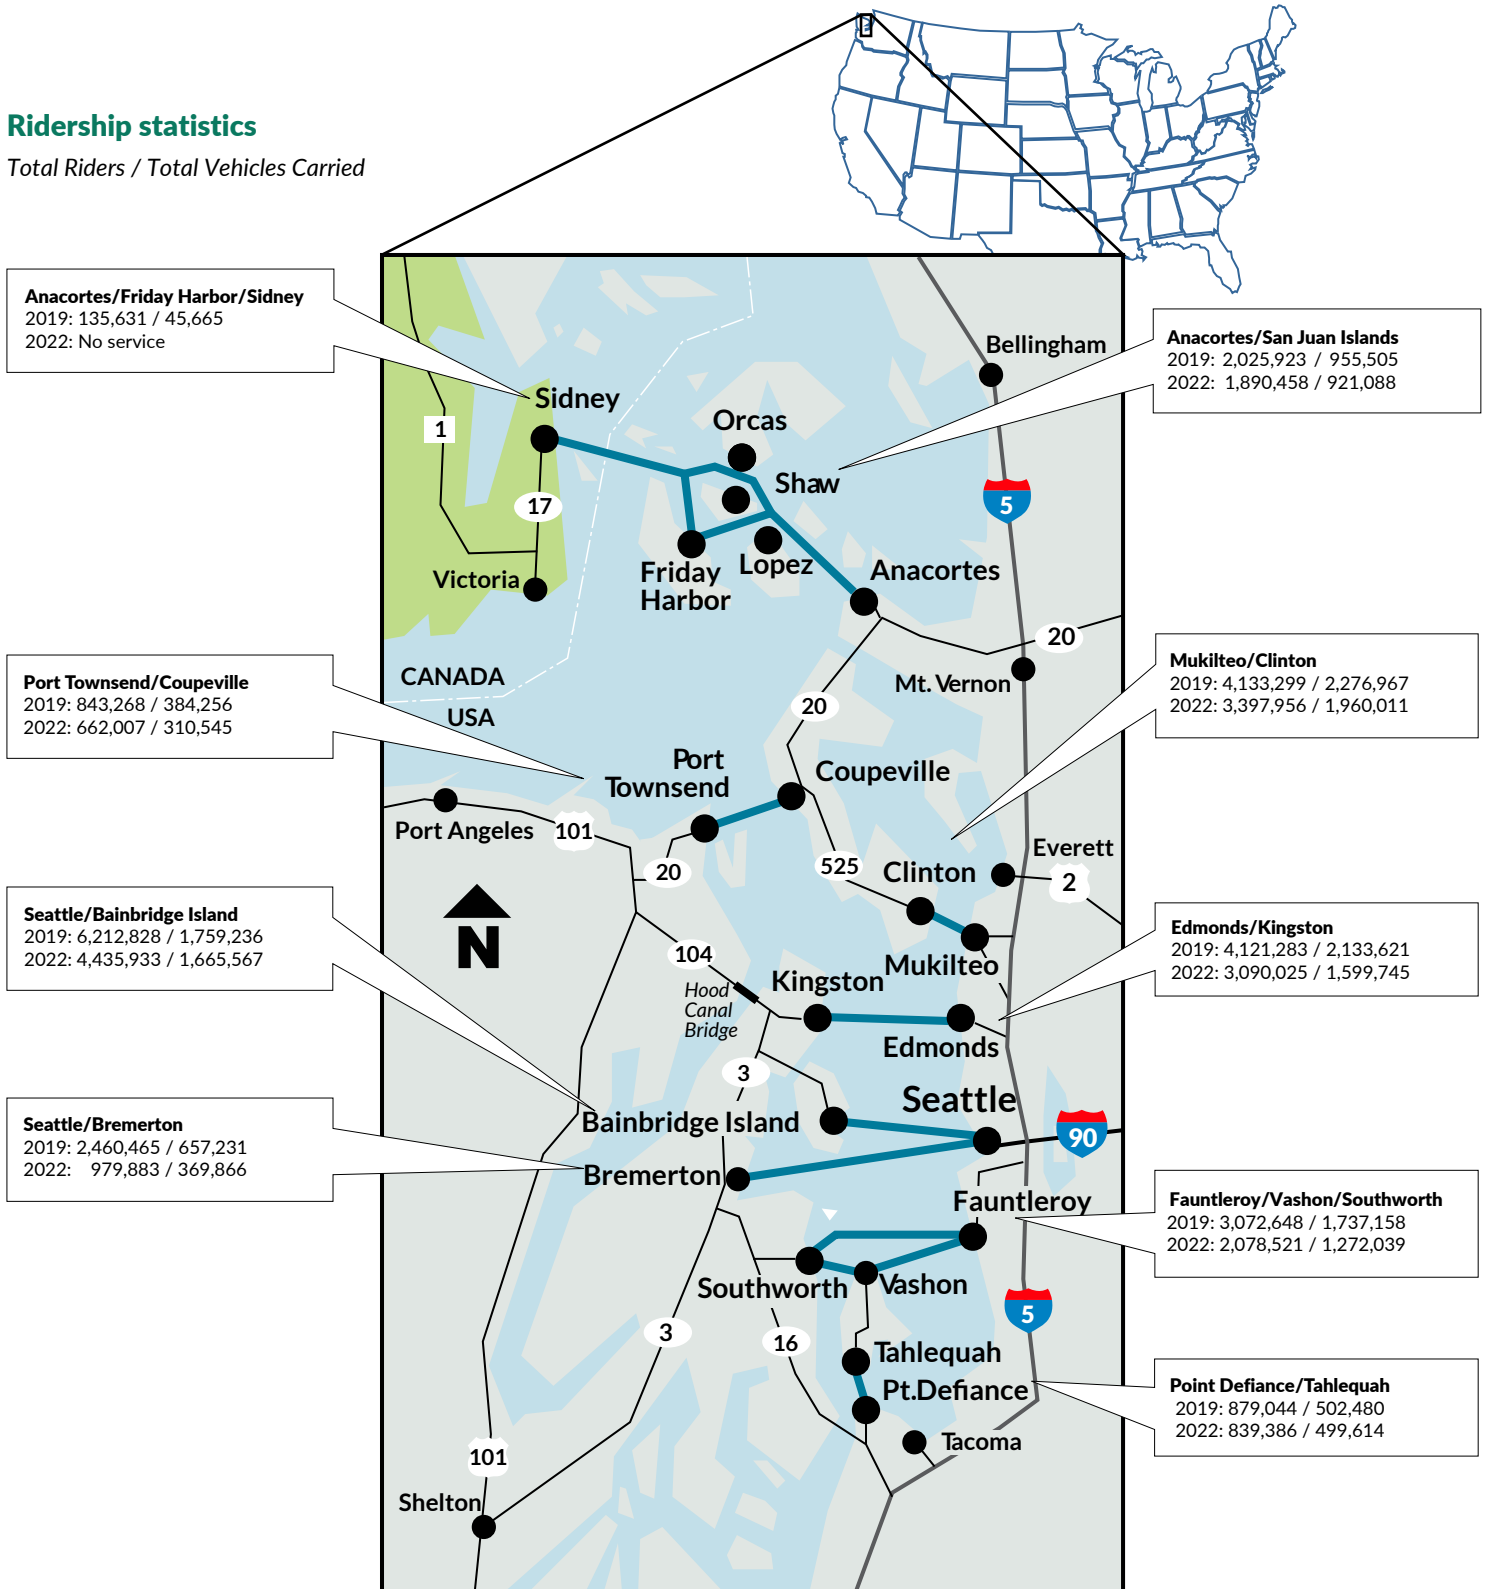 Ridership statistics
Total Riders / Total Vehicles Carried
Anacortes/Friday Harbor/Sidney
2019: 135,631 / 45,665
2022: No service
Anacortes/San Juan Islands
2019: 2,025,923 / 955,505
2022: 1,890,458 / 921,088
Port Townsend/Coupeville
2019: 843,268 / 384,256
2022: 662,007 / 310,545
Mukilteo/Clinton
2019: 4,133,299 / 2,276,967
2022: 3,397,956 / 1,960,011
Seattle/Bainbridge Island
2019: 6,212,828 / 1,759,236
2022: 4,435,933 / 1,665,567
Edmonds/Kingston
2019: 4,121,283 / 2,133,621
2022: 3,090,025 / 1,599,745
Seattle/Bremerton
2019: 2,460,465 / 657,231
2022: 979,883 / 369,866
Fauntleroy/Vashon/Southworth
2019: 3,072,648 / 1,737,158
2022: 2,078,521 / 1,272,039
Point Defiance/Tahlequah
2019: 879,044 / 502,480
2022: 839,386 / 499,614
Bellingham
Sidney
Orcas
1
Shaw
17
5
Lopez
Friday
Harbor
Anacortes
Victoria
20
CANADA
Mt. Vernon
USA
20
Port
Townsend
Coupeville
Port Angeles
101
Everett
525
20
Clinton
2
N
104
Mukilteo
Kingston
Hood
Canal
Bridge
Edmonds
3
Seattle
Bainbridge Island
90
Bremerton
Fauntleroy
Southworth
Vashon
5
3
16
Tahlequah
Pt.Defiance
Tacoma
101
Shelton